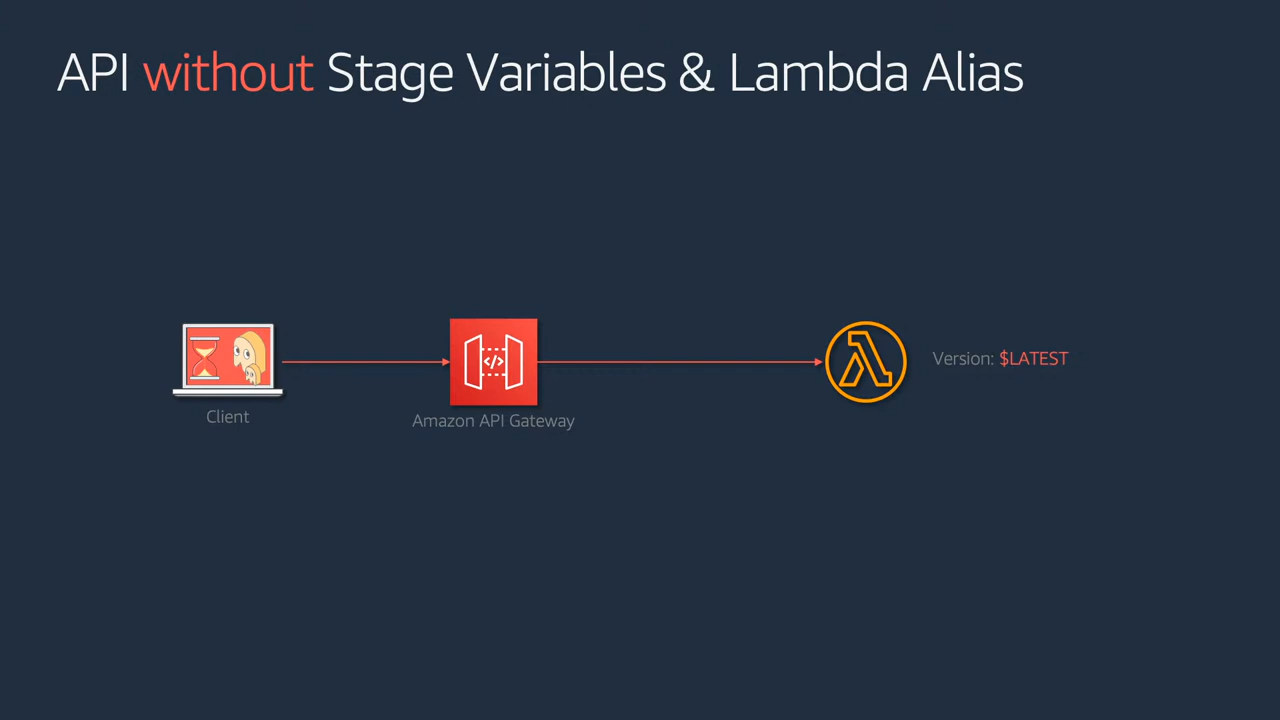 API without Stage Variables & Lambda Alias
</>
Version: $LATEST
Client
Amazon API Gateway